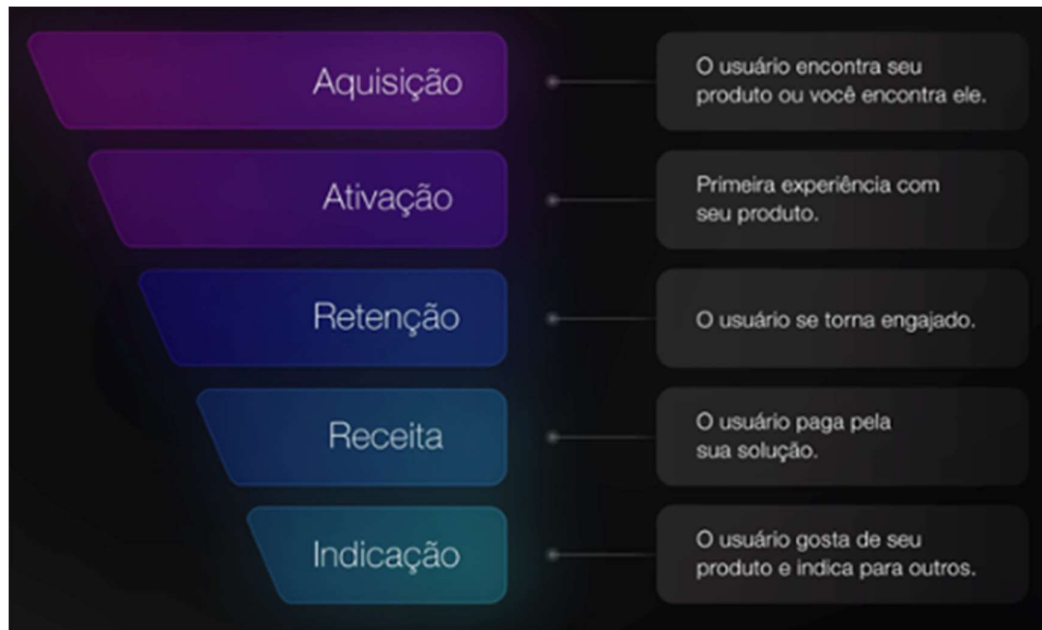 Aquisição
O usuário encontra seu
produto ou você encontra ele.
Ativação
Primeira experiência com
seu produto.
Retenção
O usuário se torna engajado.
Receita
O usuário paga pela
sua solução.
Indicação
O usuário gosta de seu
produto e indica para outros.